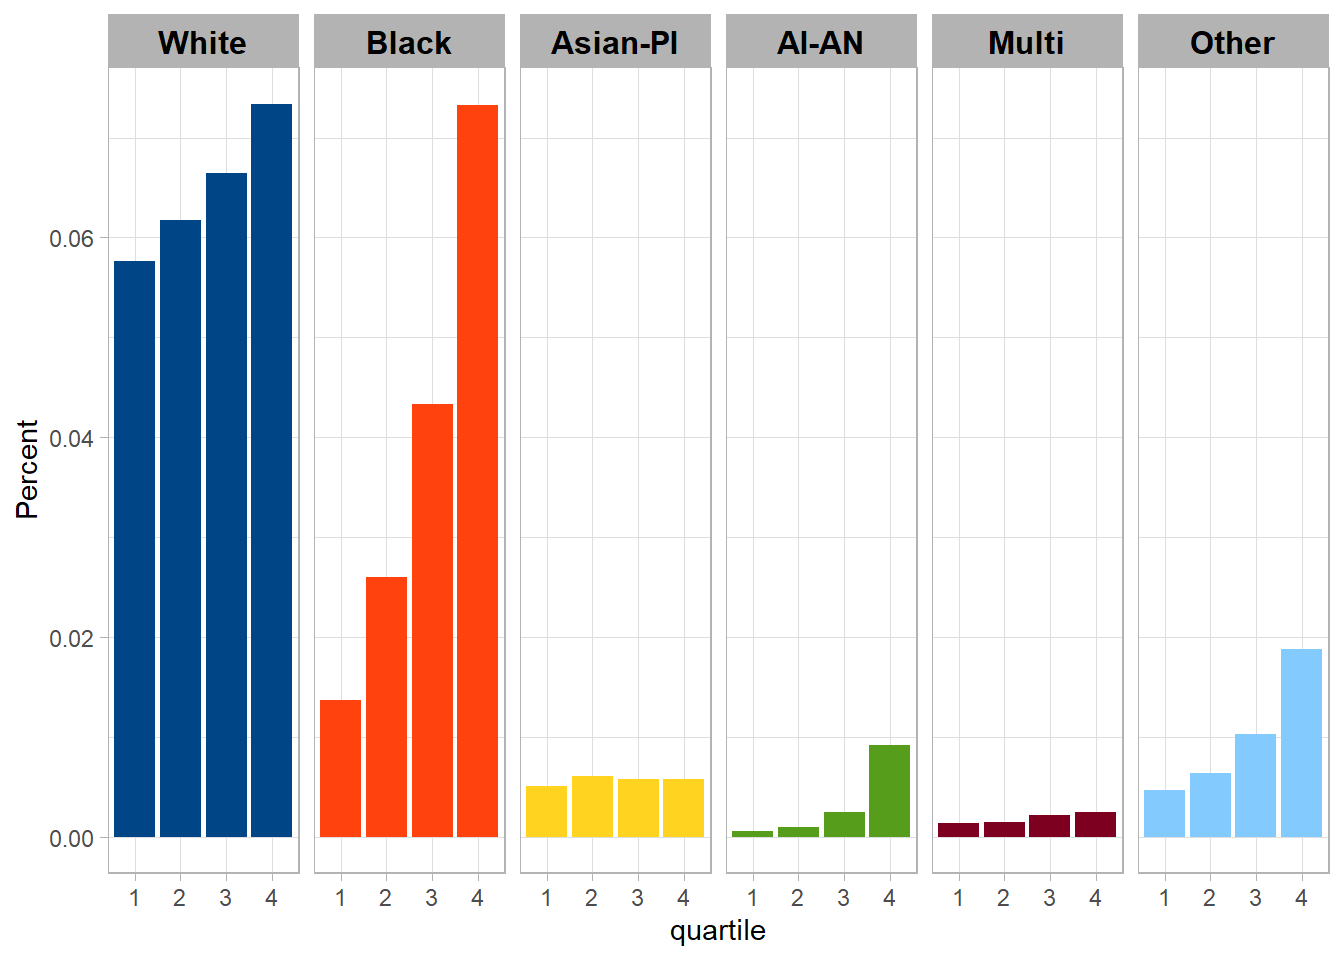 White Black Asian-PI AI-AN Multi Other
0.06
0.04
0.02
0.00
Percent
1 2 3 4 1 2 3 4 1 2 3 4 1 2 3 4 1 2 3 4 1 2 3 4
quartile